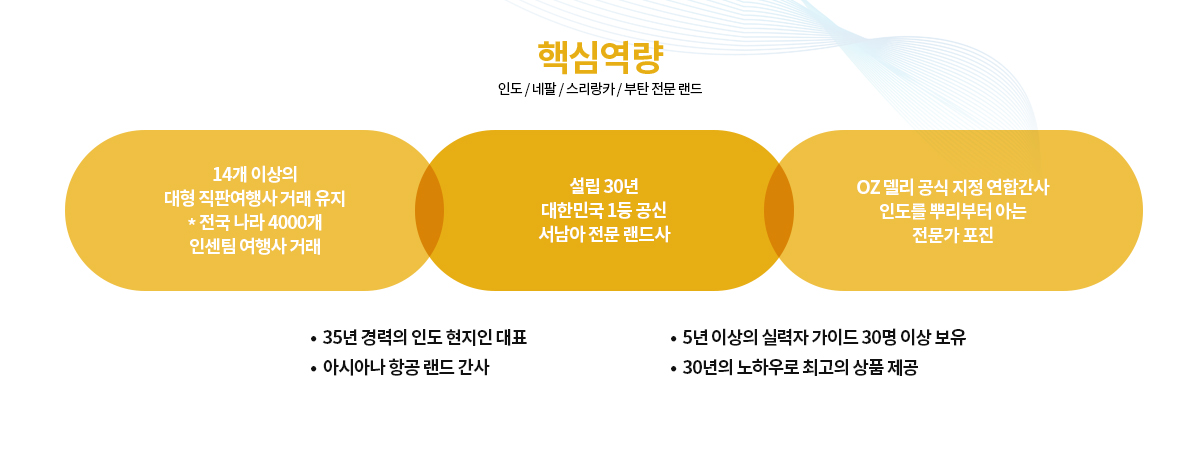 핵심역량
인도 / 네팔 / 스리랑카 / 부탄 전문 랜드
14개 이상의
대형 직판여행사 거래 유지
* 전국 나라 4000개
인센팀 여행사 거래
설립 30년
대한민국 1등 공신
서남아 전문 랜드사
OZ 델리 공식 지정 연합간사
인도를 뿌리부터 아는
전문가 포진
• 35년 경력의 인도 현지인 대표
• 아시아나 항공 랜드 간사
• 5년 이상의 실력자 가이드 30명 이상 보유
• 30년의 노하우로 최고의 상품 제공